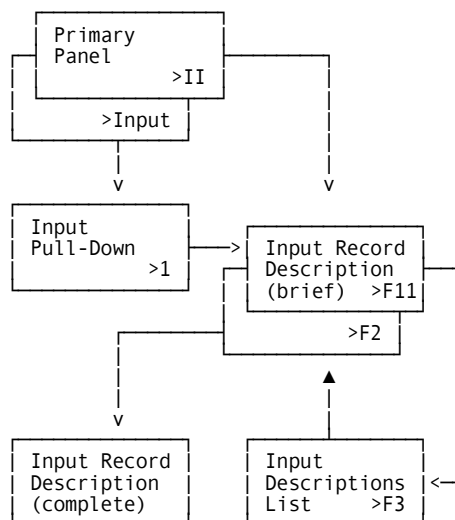 Primary
Panel
>II
>Input
Input
Pull-Down
>1
Input Record
Description
(brief) >F11
>F2
Input Record
Description
(complete)
Input
Descriptions
List >F3